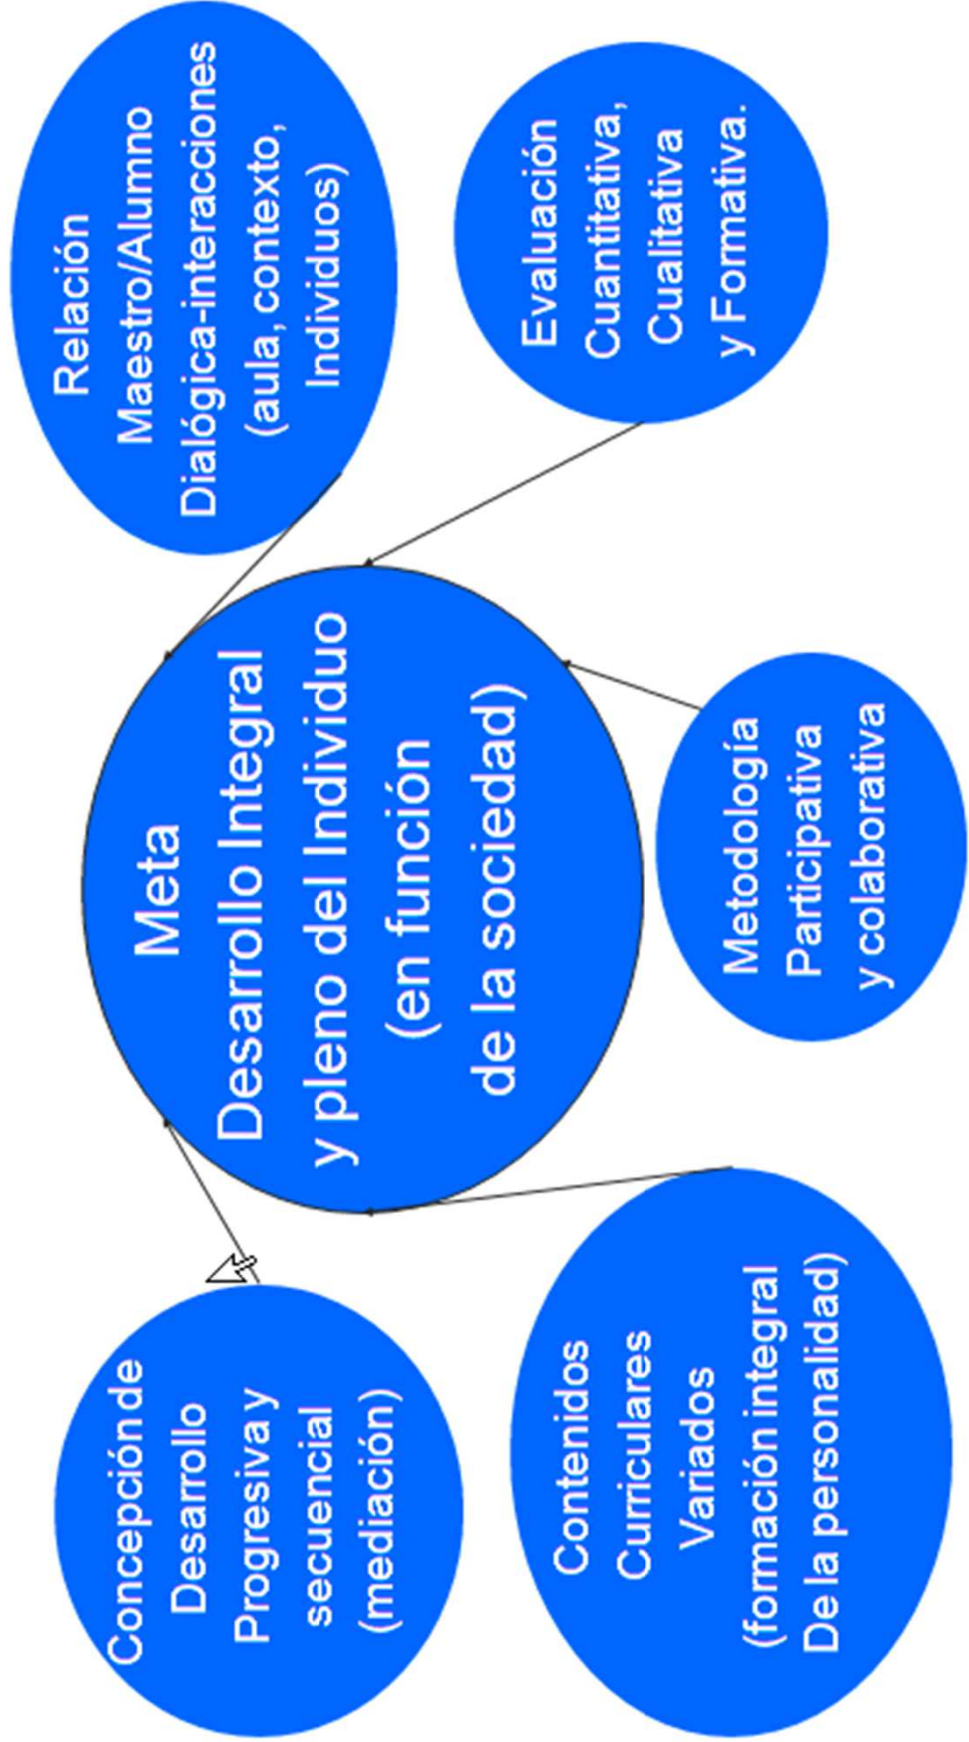 Concepción de
Desarrollo
Progresiva y
secuencial
(mediación)
Meta
Desarrollo Integral
y pleno del Individuo
(en función
de la sociedad)
Relación
Maestro/Alumno
Dialógica-interacciones
(aula, contexto,
Individuos)
Contenidos
Curriculares
Variados
(formación integral
De la personalidad)
Metodología
Participativa
y colaborativa
Evaluación
Cuantitativa,
Cualitativa
y Formativa.